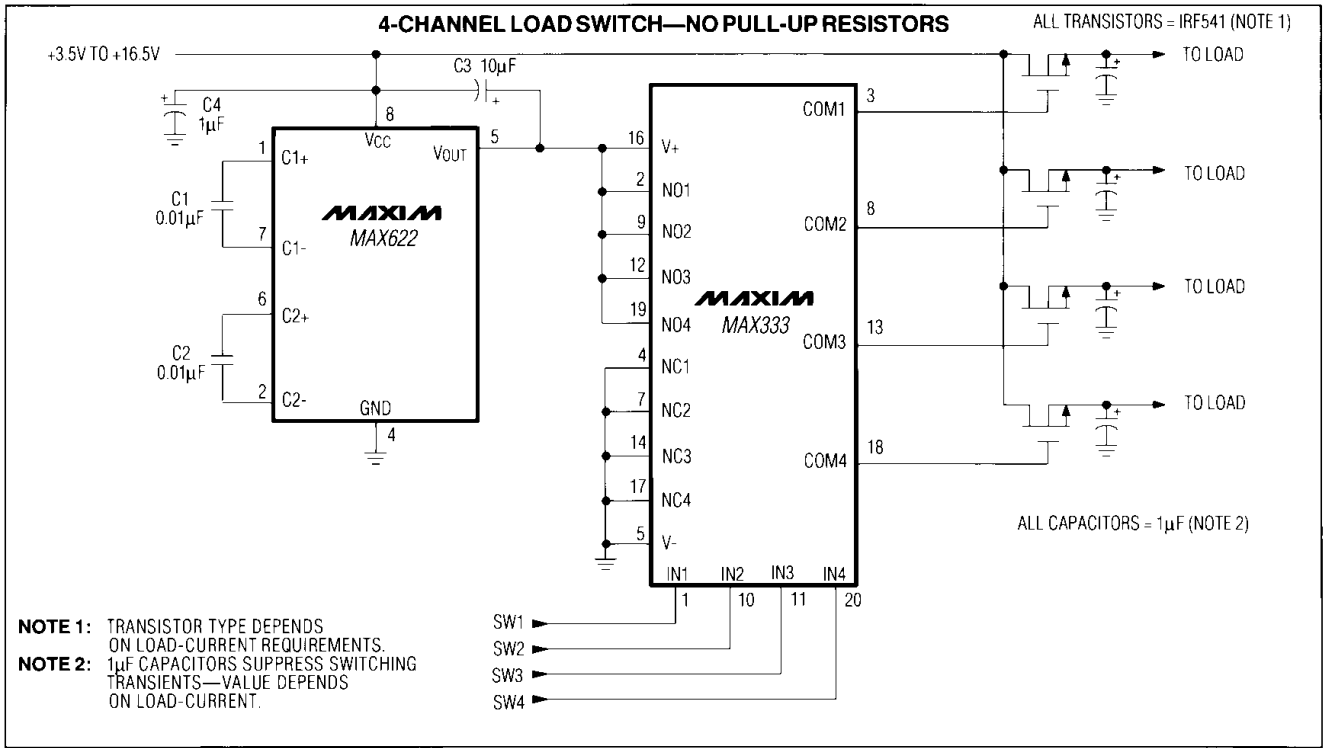 4-CHANNEL LOAD SWITCH—NO PULL-UP RESISTORS
ALL TRANSISTORS = IRF541 (NOTE 1)
+3.5V TO +16.5V
C3 10µF
+
TO LOAD
+
C4
1µF
+
8
VCC
VOUT
5
1
C1+
C1
0.01µF
7
C1-
MAXIM
MAX622
6
C2+
C2
0.01µF
2
C2-
GND
4
16
V+
2
NO1
9
NO2
12
NO3
19
NO4
4
NC1
7
NC2
14
NC3
17
NC4
5
V-
MAXIM
MAX333
COM1
3
COM2
8
COM3
13
COM4
18
TO LOAD
+
TO LOAD
+
TO LOAD
+
ALL CAPACITORS = 1µF (NOTE 2)
IN1
IN2
IN3
IN4
1
10
11
20
SW1
SW2
SW3
SW4
NOTE 1: TRANSISTOR TYPE DEPENDS
ON LOAD-CURRENT REQUIREMENTS.
NOTE 2: 1µF CAPACITORS SUPPRESS SWITCHING
TRANSIENTS—VALUE DEPENDS
ON LOAD-CURRENT.